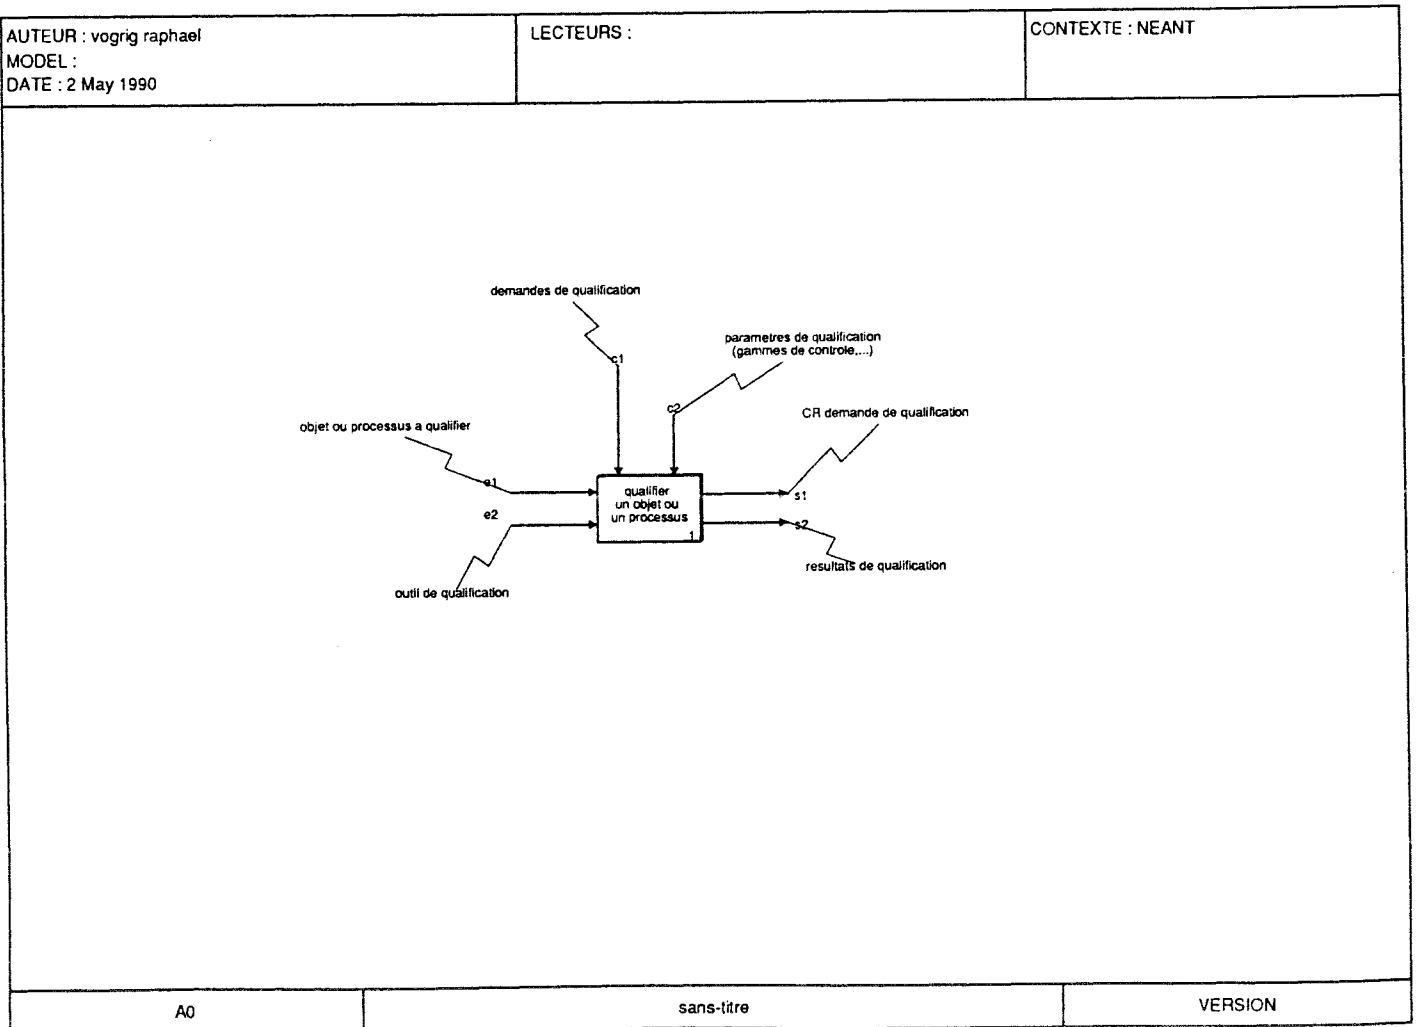 AUTEUR : vogrig raphael
MODEL :
DATE : 2 May 1990
LECTEURS :
CONTEXTE : NEANT
demandes de qualification
c1
parametres de qualification
(gammes de controle,...)
c2
CR demande de qualification
objet ou processus a qualifier
e1
e2
qualifier
un objet ou
un processus
1
s1
s2
resultats de qualification
outil de qualification
A0
sans-titre
VERSION